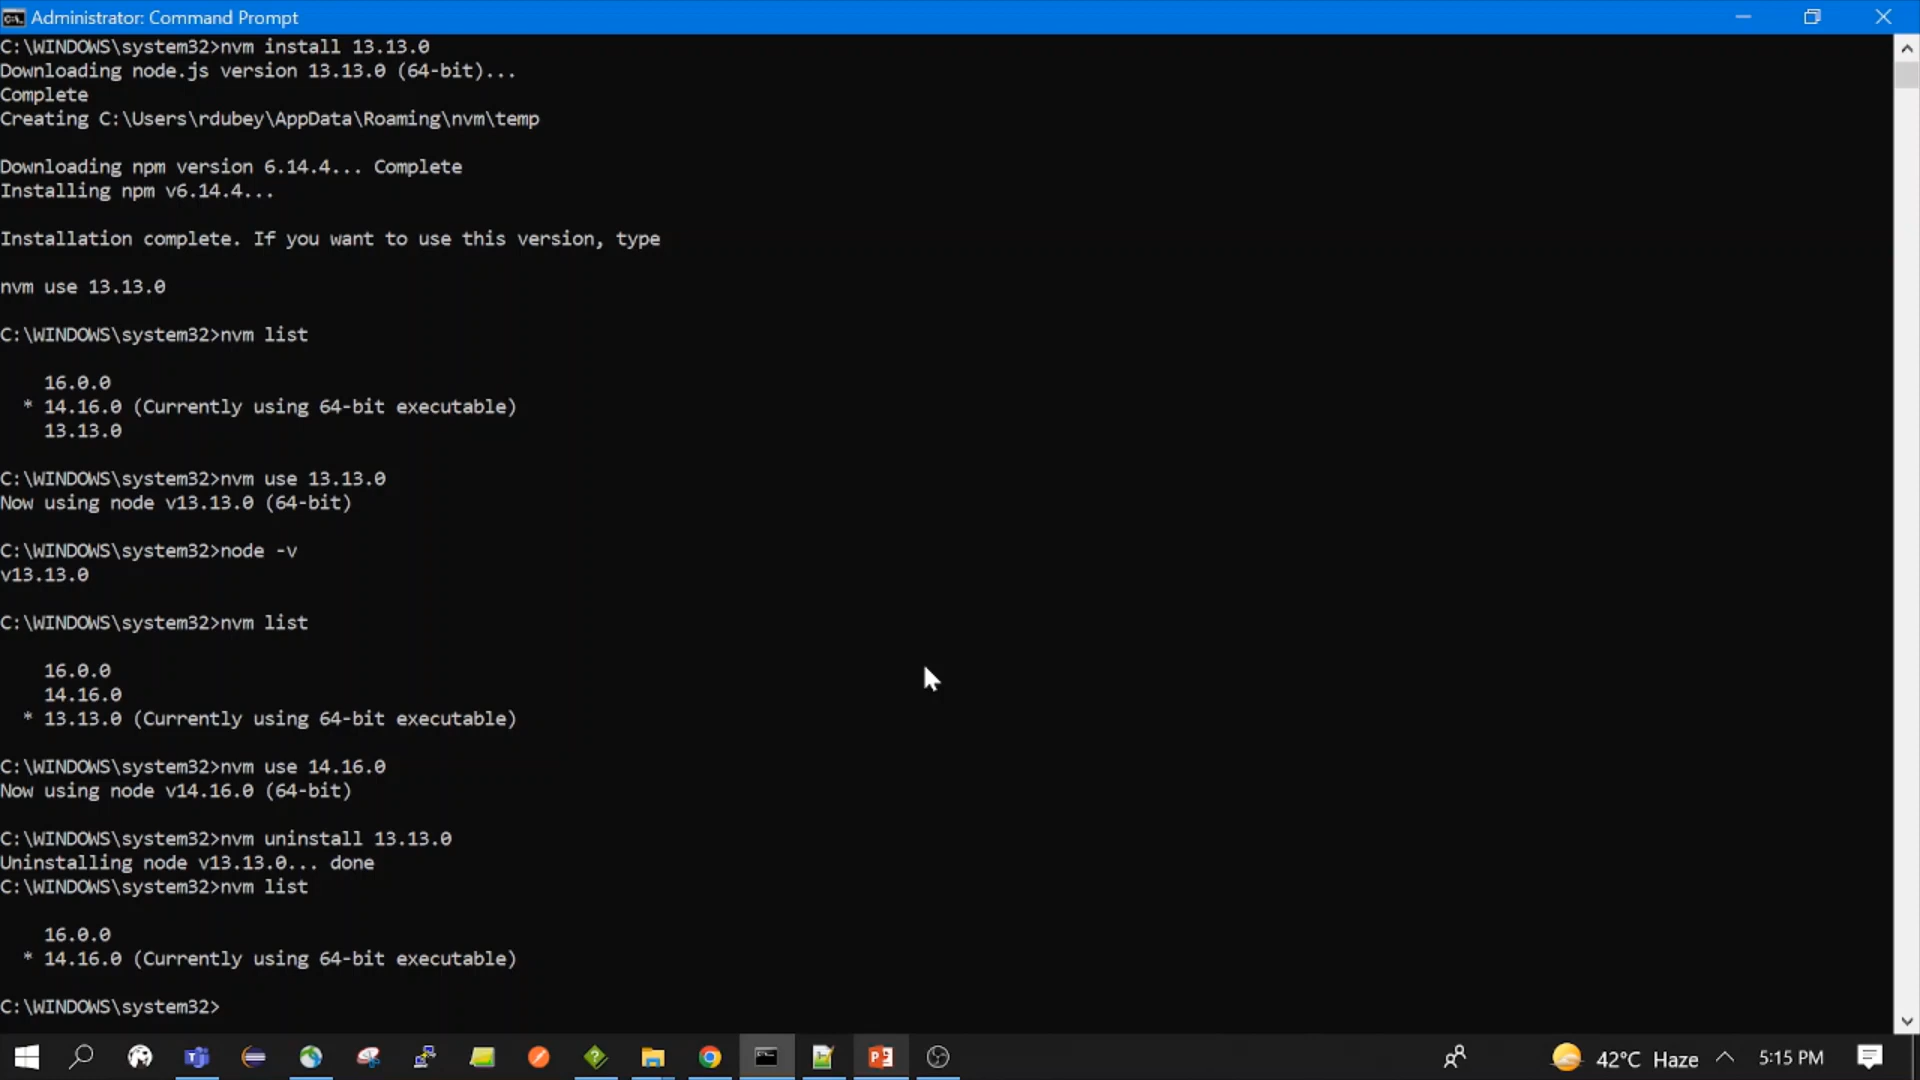 Administrator: Command Prompt
C:\WINDOWS\system32>nvm install 13.13.0
Downloading node.js version 13.13.0 (64-bit)...
Complete
Creating C:\Users\rdubey\AppData\Roaming\nvm\temp
Downloading npm version 6.14.4... Complete
Installing npm v6.14.4...
Installation complete. If you want to use this version, type
nvm use 13.13.0
C:\WINDOWS\system32>nvm list
16.0.0
* 14.16.0 (Currently using 64-bit executable)
13.13.0
C:\WINDOWS\system32>nvm use 13.13.0
Now using node v13.13.0 (64-bit)
C:\WINDOWS\system32>node -v
v13.13.0
C:\WINDOWS\system32>nvm list
16.0.0
14.16.0
* 13.13.0 (Currently using 64-bit executable)
C:\WINDOWS\system32>nvm use 14.16.0
Now using node v14.16.0 (64-bit)
C:\WINDOWS\system32>nvm uninstall 13.13.0
Uninstalling node v13.13.0... done
C:\WINDOWS\system32>nvm list
16.0.0
* 14.16.0 (Currently using 64-bit executable)
C:\WINDOWS\system32>
42°C Haze 5:15 PM